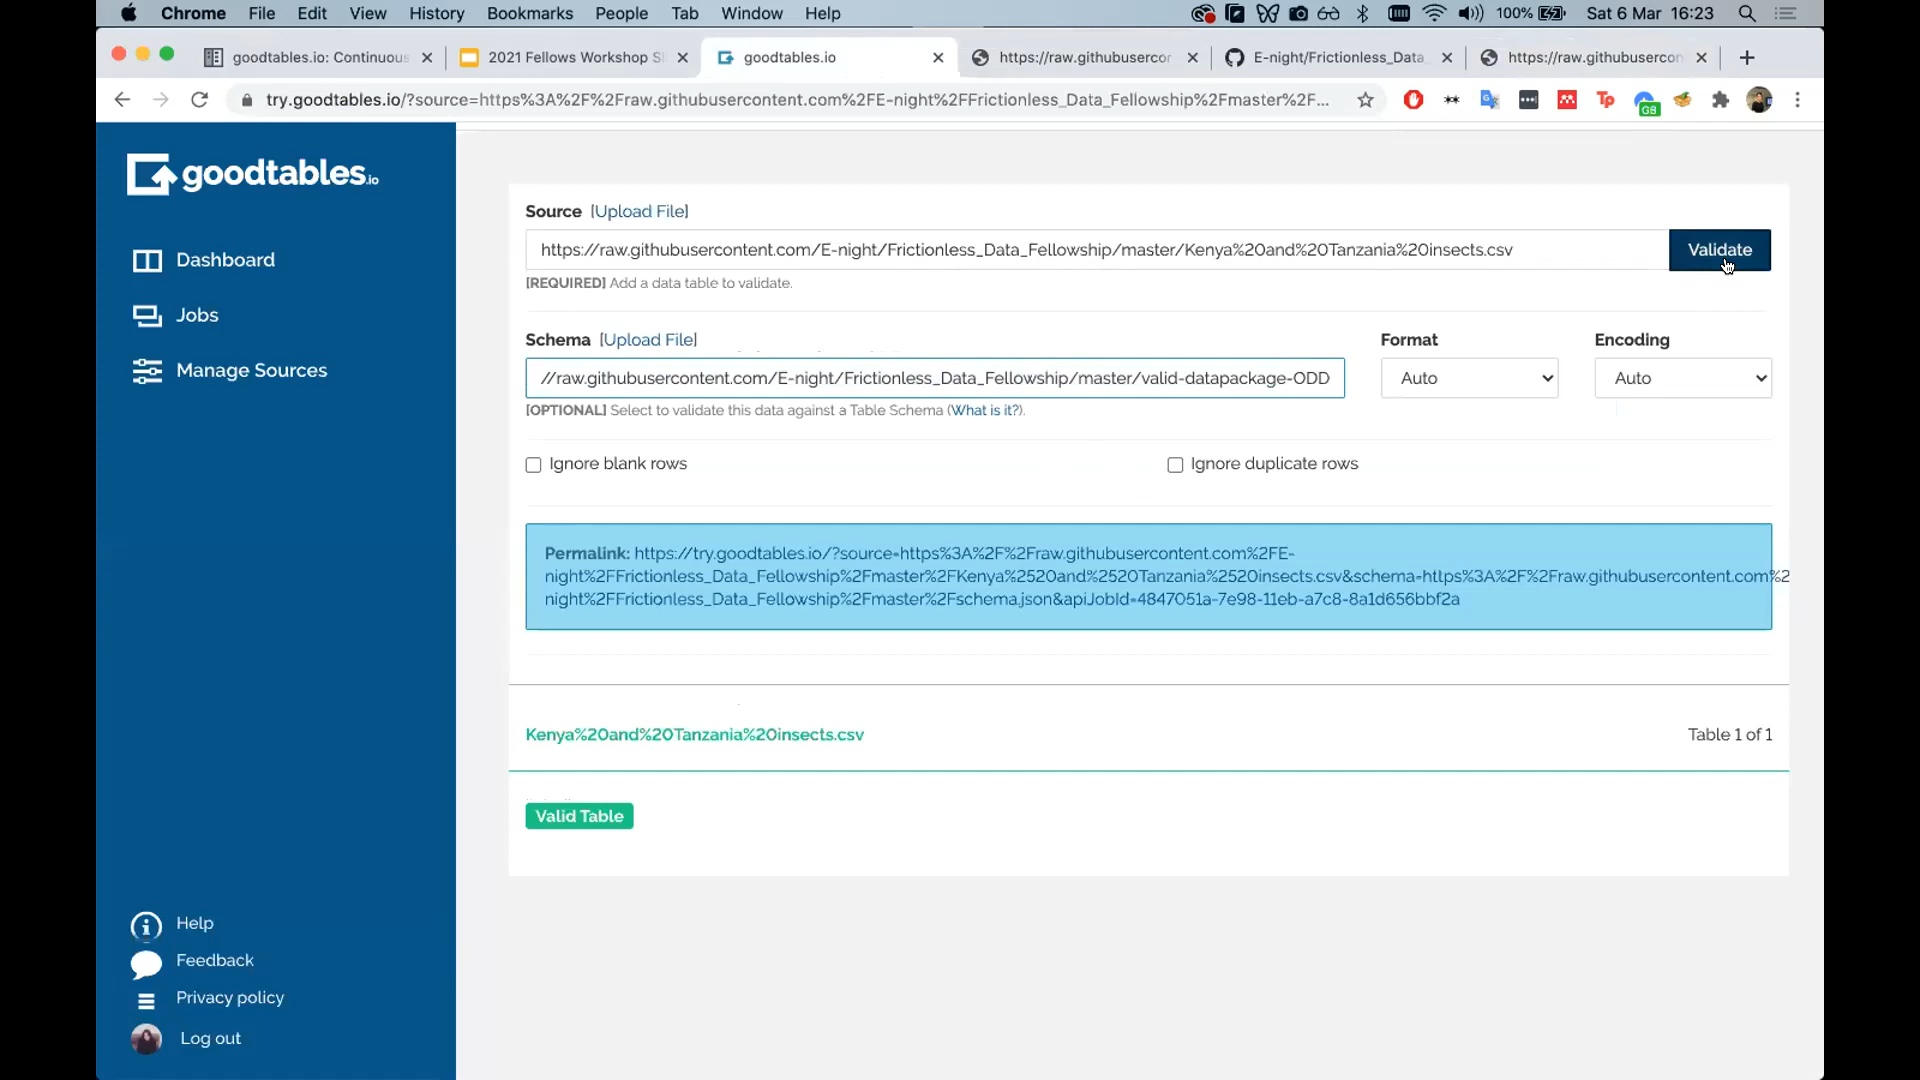 Chrome File Edit View History Bookmarks People Tab Window Help 100% Sat 6 Mar 16:23
goodtables.io: Continuous 2021 Fellows Workshop Sl goodtables.io https://raw.githubusercor E-night/Frictionless_Data_ https://raw.githubusercon
try.goodtables.io/?source=https%3A%2F%2Fraw.githubusercontent.com%2FE-night%2FFrictionless_Data_Fellowship%2Fmaster%2F... Tp GB
goodtables.io
Dashboard
Jobs
Manage Sources
Help
Feedback
Privacy policy
Log out
Source [Upload File]
https://raw.githubusercontent.com/E-night/Frictionless_Data_Fellowship/master/Kenya%20and%20Tanzania%20insects.csv
Validate
[REQUIRED] Add a data table to validate.
Schema [Upload File] Format Encoding
//raw.githubusercontent.com/E-night/Frictionless_Data_Fellowship/master/valid-datapackage-ODD Auto Auto
[OPTIONAL] Select to validate this data against a Table Schema (What is it?).
Ignore blank rows Ignore duplicate rows
Permalink: https://try.goodtables.io/?source=https%3A%2F%2Fraw.githubusercontent.com%2FE-
night%2FFrictionless_Data_Fellowship%2Fmaster%2FKenya%2520and%2520Tanzania%2520insects.csv&schema=https%3A%2F%2Fraw.githubusercontent.com%2
night%2FFrictionless_Data_Fellowship%2Fmaster%2Fschema.json&apiJobId=4847051a-7e98-11eb-a7c8-8a1d656bbf2a
Kenya%20and%20Tanzania%20insects.csv Table 1 of 1
Valid Table